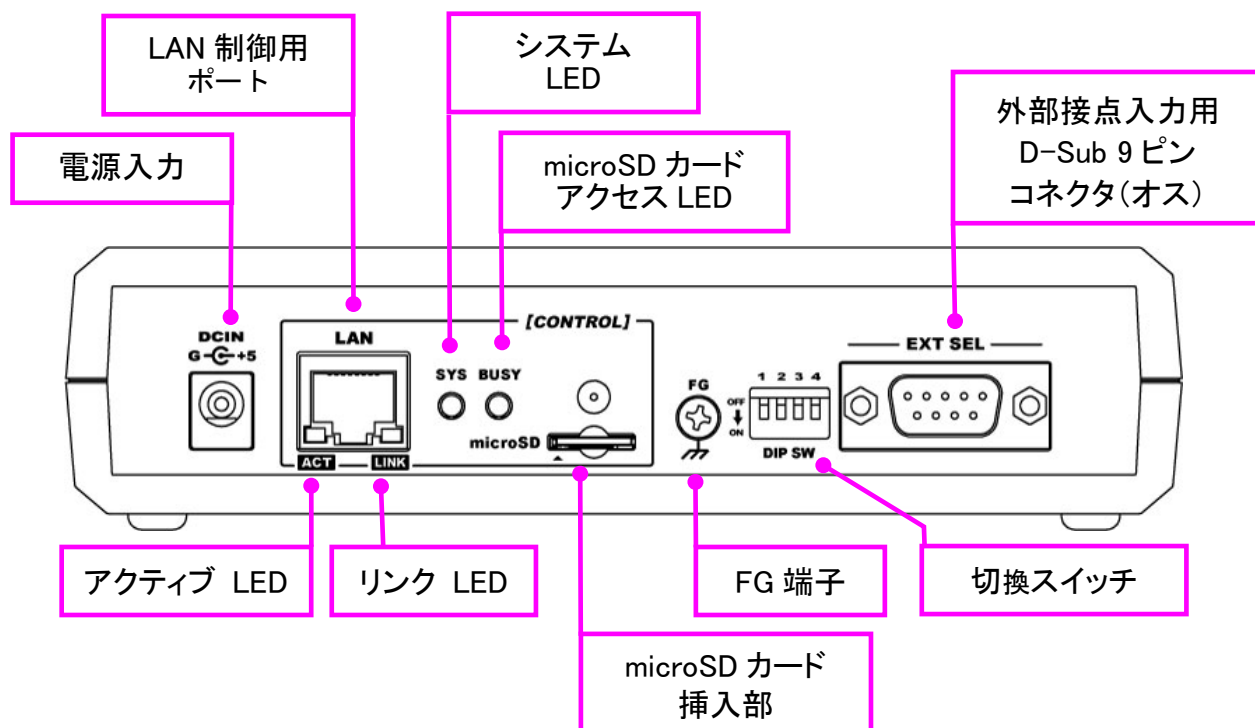 LAN 制御用
ポート
システム
LED
外部接点入力用
D-Sub 9 ピン
コネクタ(オス)
電源入力
microSD カード
アクセス LED
[CONTROL]
DCIN
G +5
LAN
EXT SEL
SYS BUSY
FG
1 2 3 4
OFF
ON
microSD
DIP SW
ACT
LINK
アクティブ LED
リンク LED
FG 端子
切換スイッチ
microSD カード
挿入部